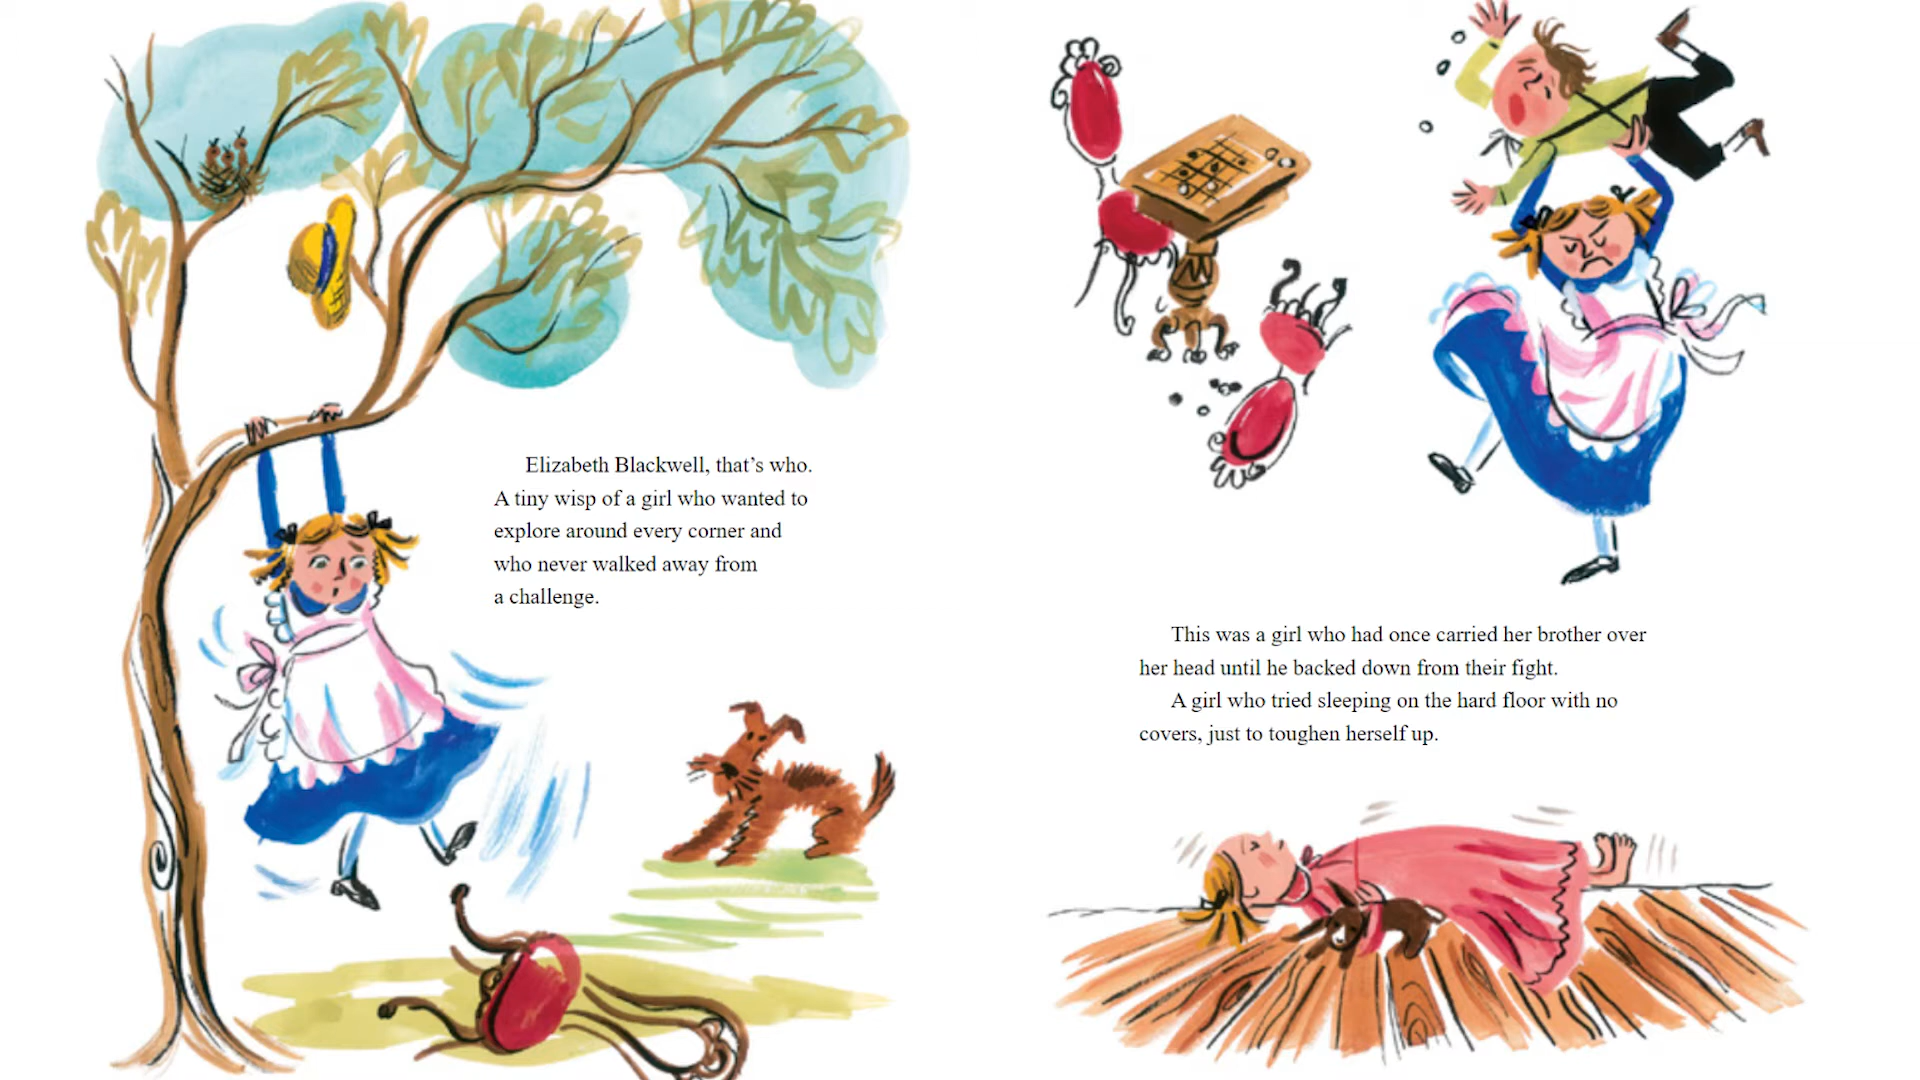 Elizabeth Blackwell, that’s who.
A tiny wisp of a girl who wanted to
explore around every corner and
who never walked away from
a challenge.
This was a girl who had once carried her brother over
her head until he backed down from their fight.
A girl who tried sleeping on the hard floor with no
covers, just to toughen herself up.